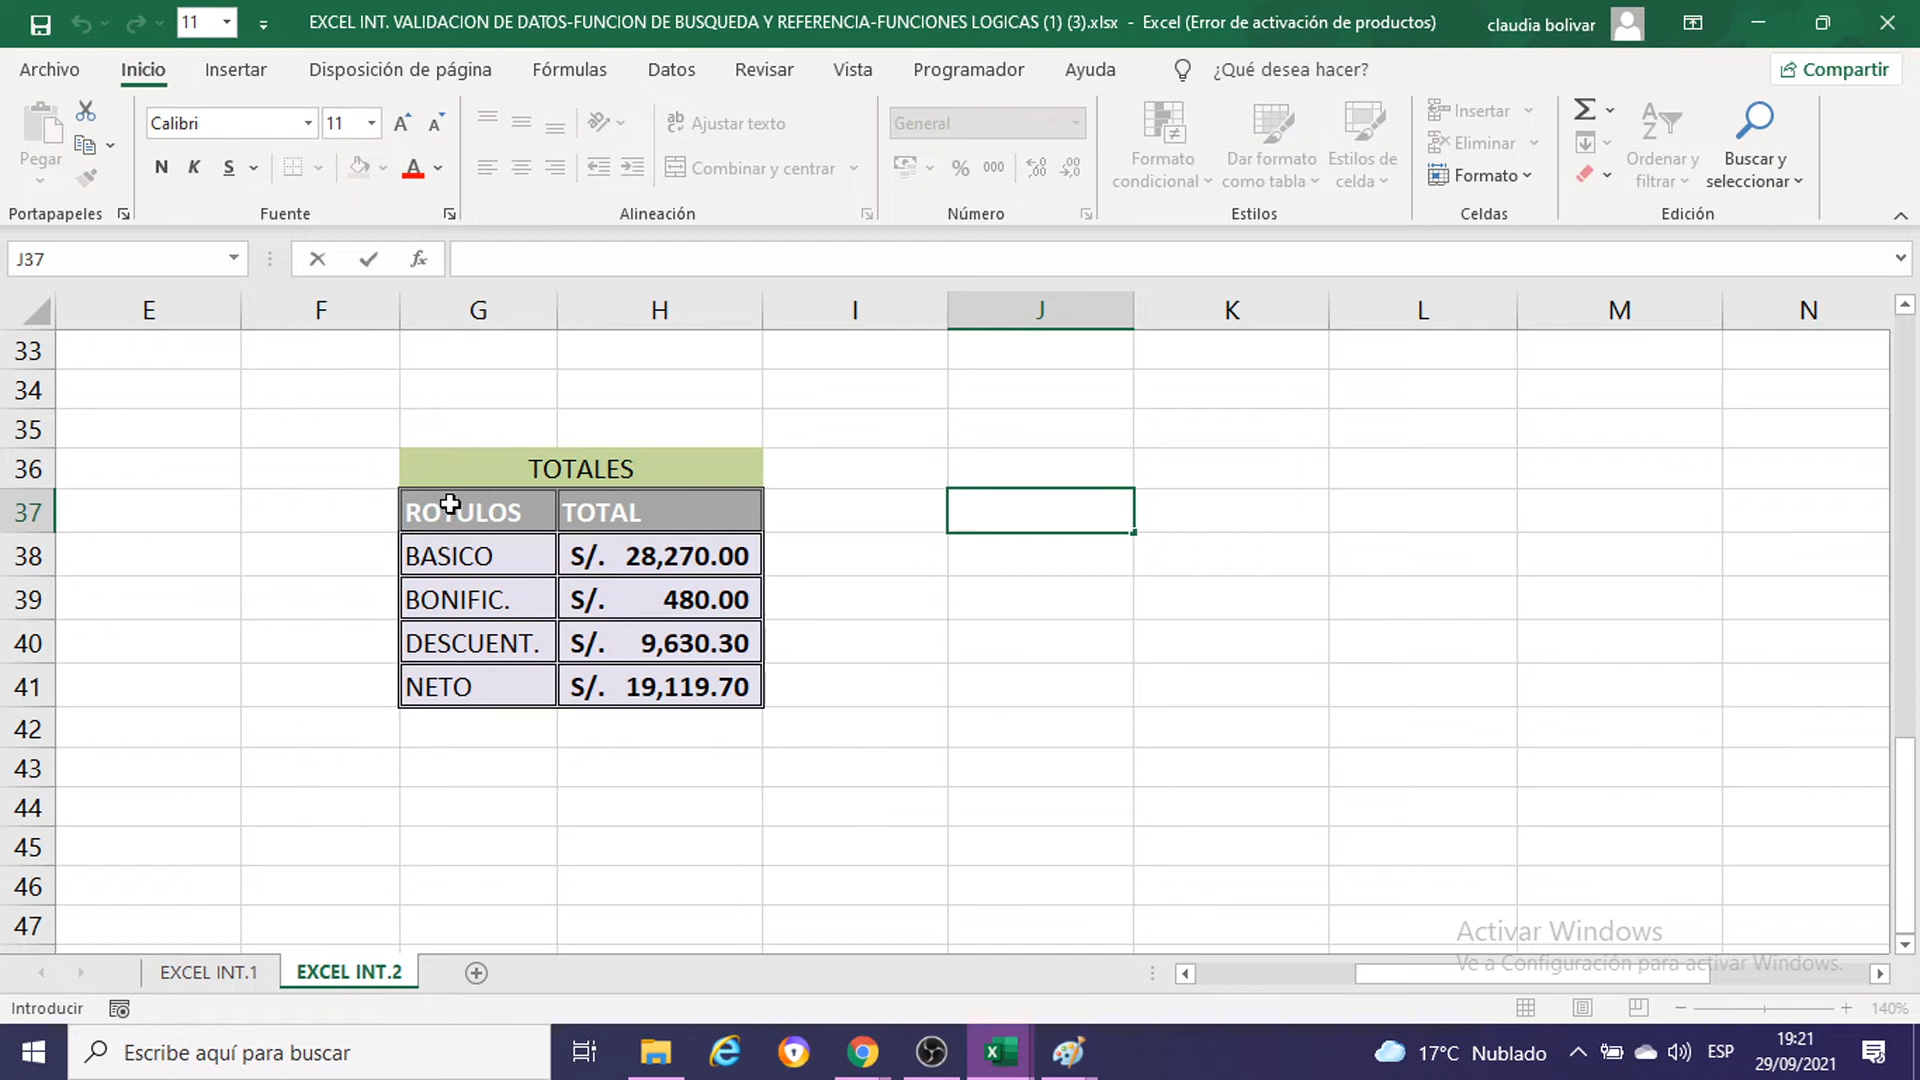 11
EXCEL INT. VALIDACION DE DATOS-FUNCION DE BUSQUEDA Y REFERENCIA-FUNCIONES LOGICAS (1) (3).xlsx - Excel (Error de activación de productos)
claudia bolivar
Archivo Inicio Insertar Disposición de página Fórmulas Datos Revisar Vista Programador Ayuda ¿Qué desea hacer? Compartir
Pegar
Calibri 11
N K S
Ajustar texto
Combinar y centrar
General
% 000
Formato condicional
Dar formato como tabla
Estilos de celda
Insertar
Eliminar
Formato
Ordenar y filtrar
Buscar y seleccionar
Portapapeles Fuente Alineación Número Estilos Celdas Edición
J37 fx
E F G H I J K L M N
33
34
35
36 TOTALES
37 ROTULOS TOTAL
38 BASICO S/. 28,270.00
39 BONIFIC. S/. 480.00
40 DESCUENT. S/. 9,630.30
41 NETO S/. 19,119.70
42
43
44
45
46
47
Activar Windows
Ve a Configuración para activar Windows.
EXCEL INT.1 EXCEL INT.2
Introducir 140%
Escribe aquí para buscar
17°C Nublado ESP
19:21
29/09/2021